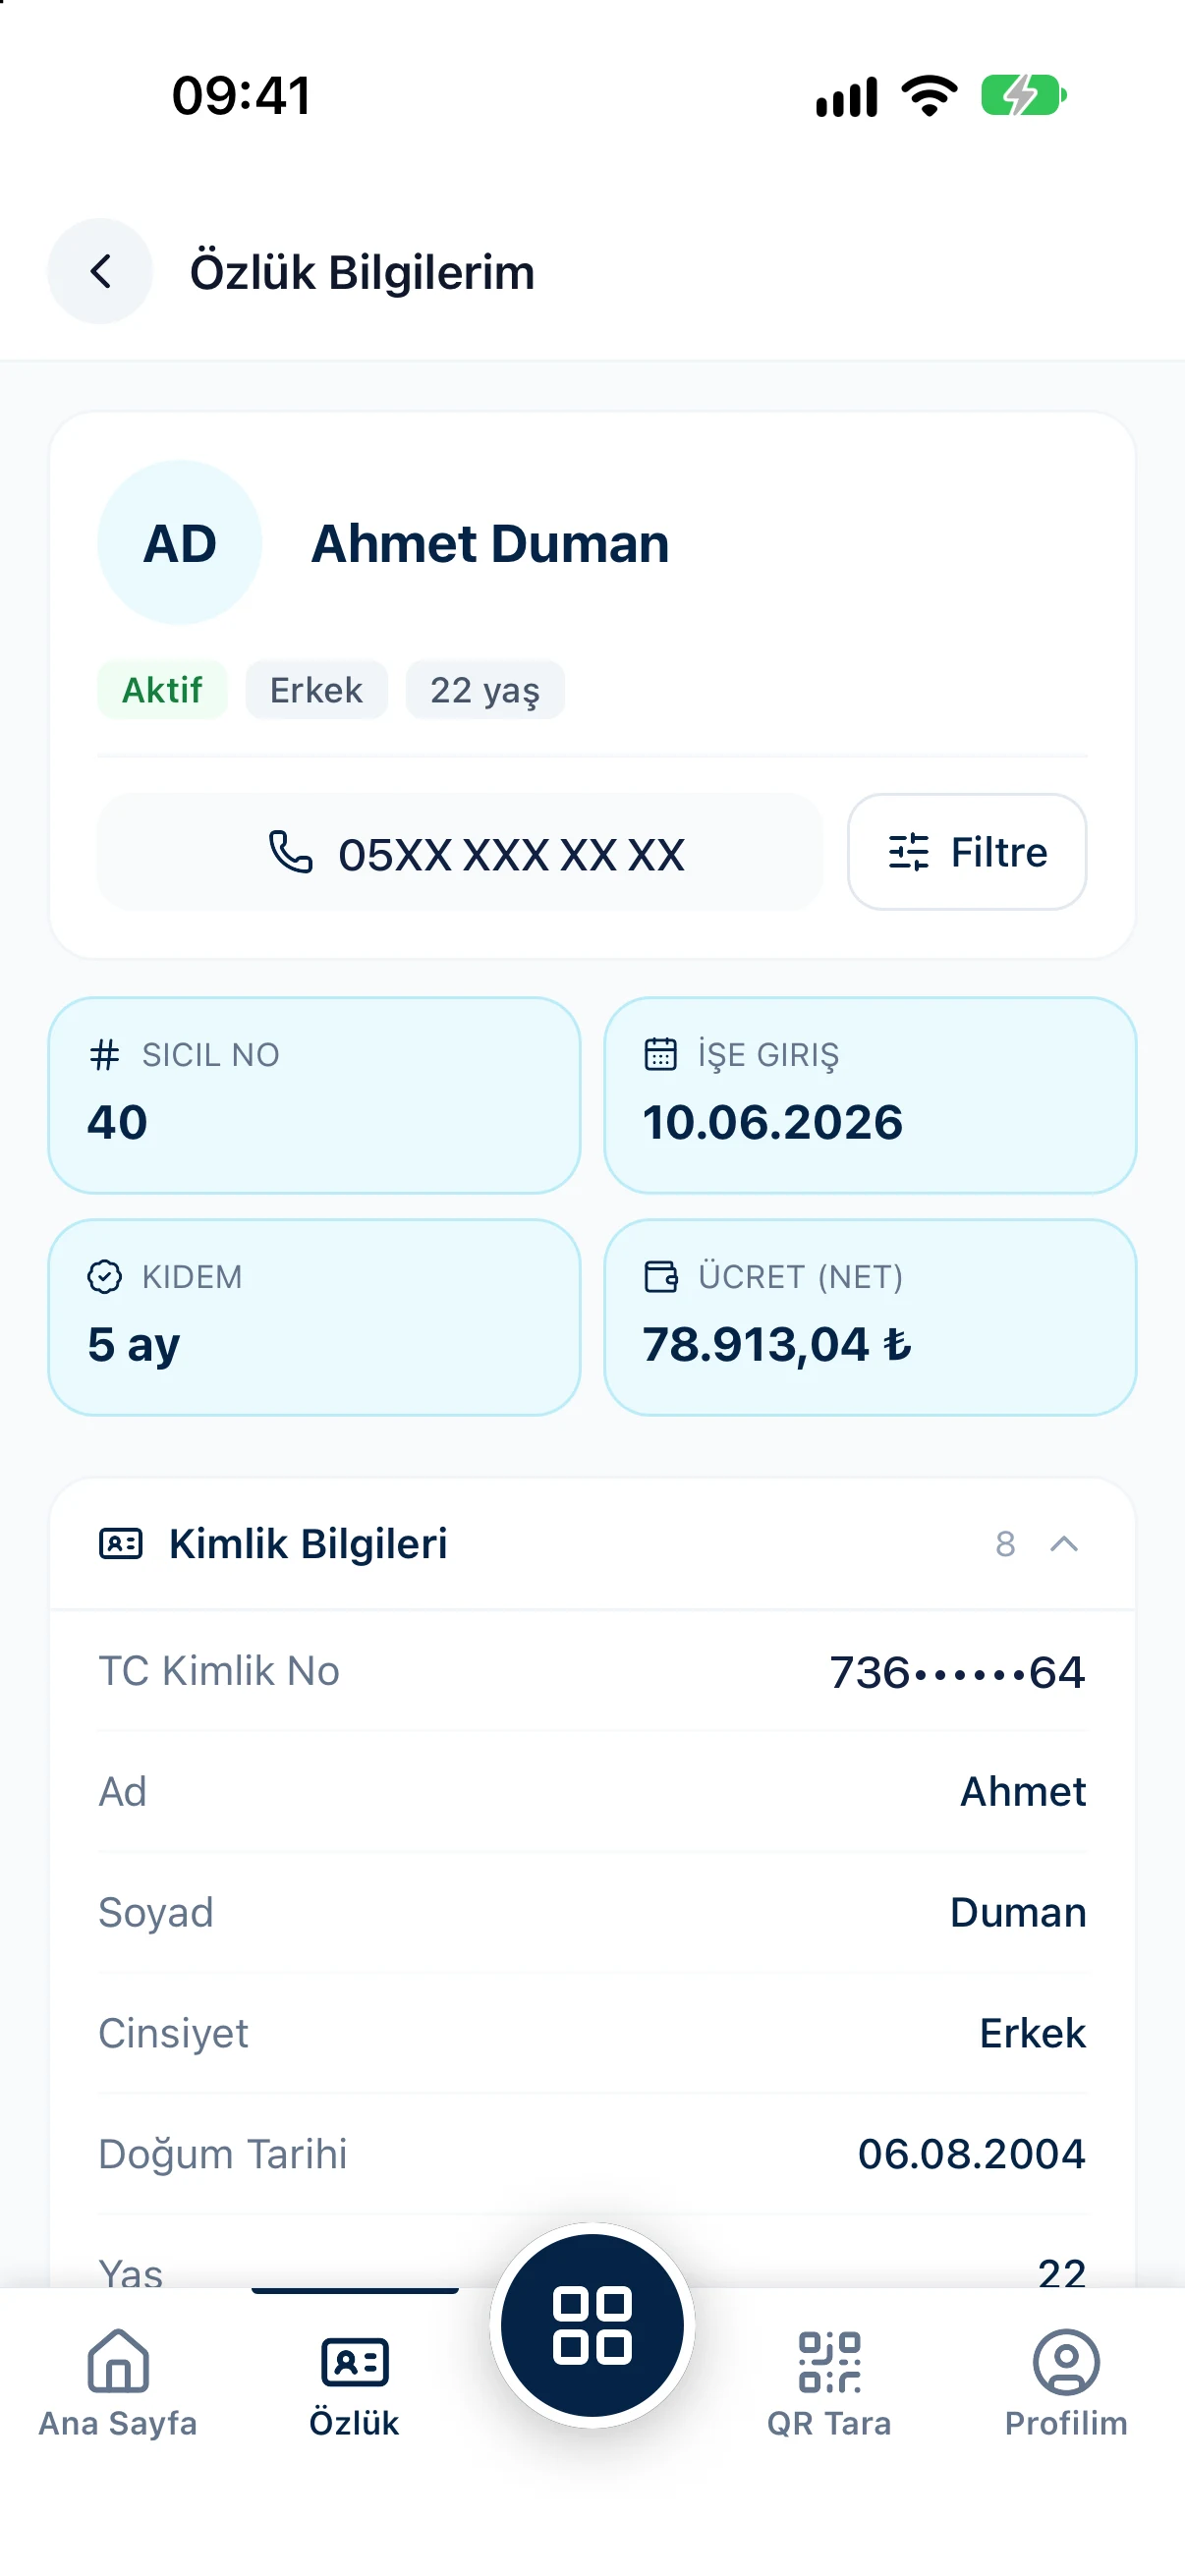 09:41
Özlük Bilgilerim
AD
Ahmet Duman
Aktif
Erkek
22 yaş
05XX XXX XX XX
Filtre
SICIL NO
40
İŞE GIRIŞ
10.06.2026
KIDEM
5 ay
ÜCRET (NET)
78.913,04 ₺
Kimlik Bilgileri 8
TC Kimlik No 736••••••64
Ad Ahmet
Soyad Duman
Cinsiyet Erkek
Doğum Tarihi 06.08.2004
Yaş 22
Ana Sayfa
Özlük
QR Tara
Profilim